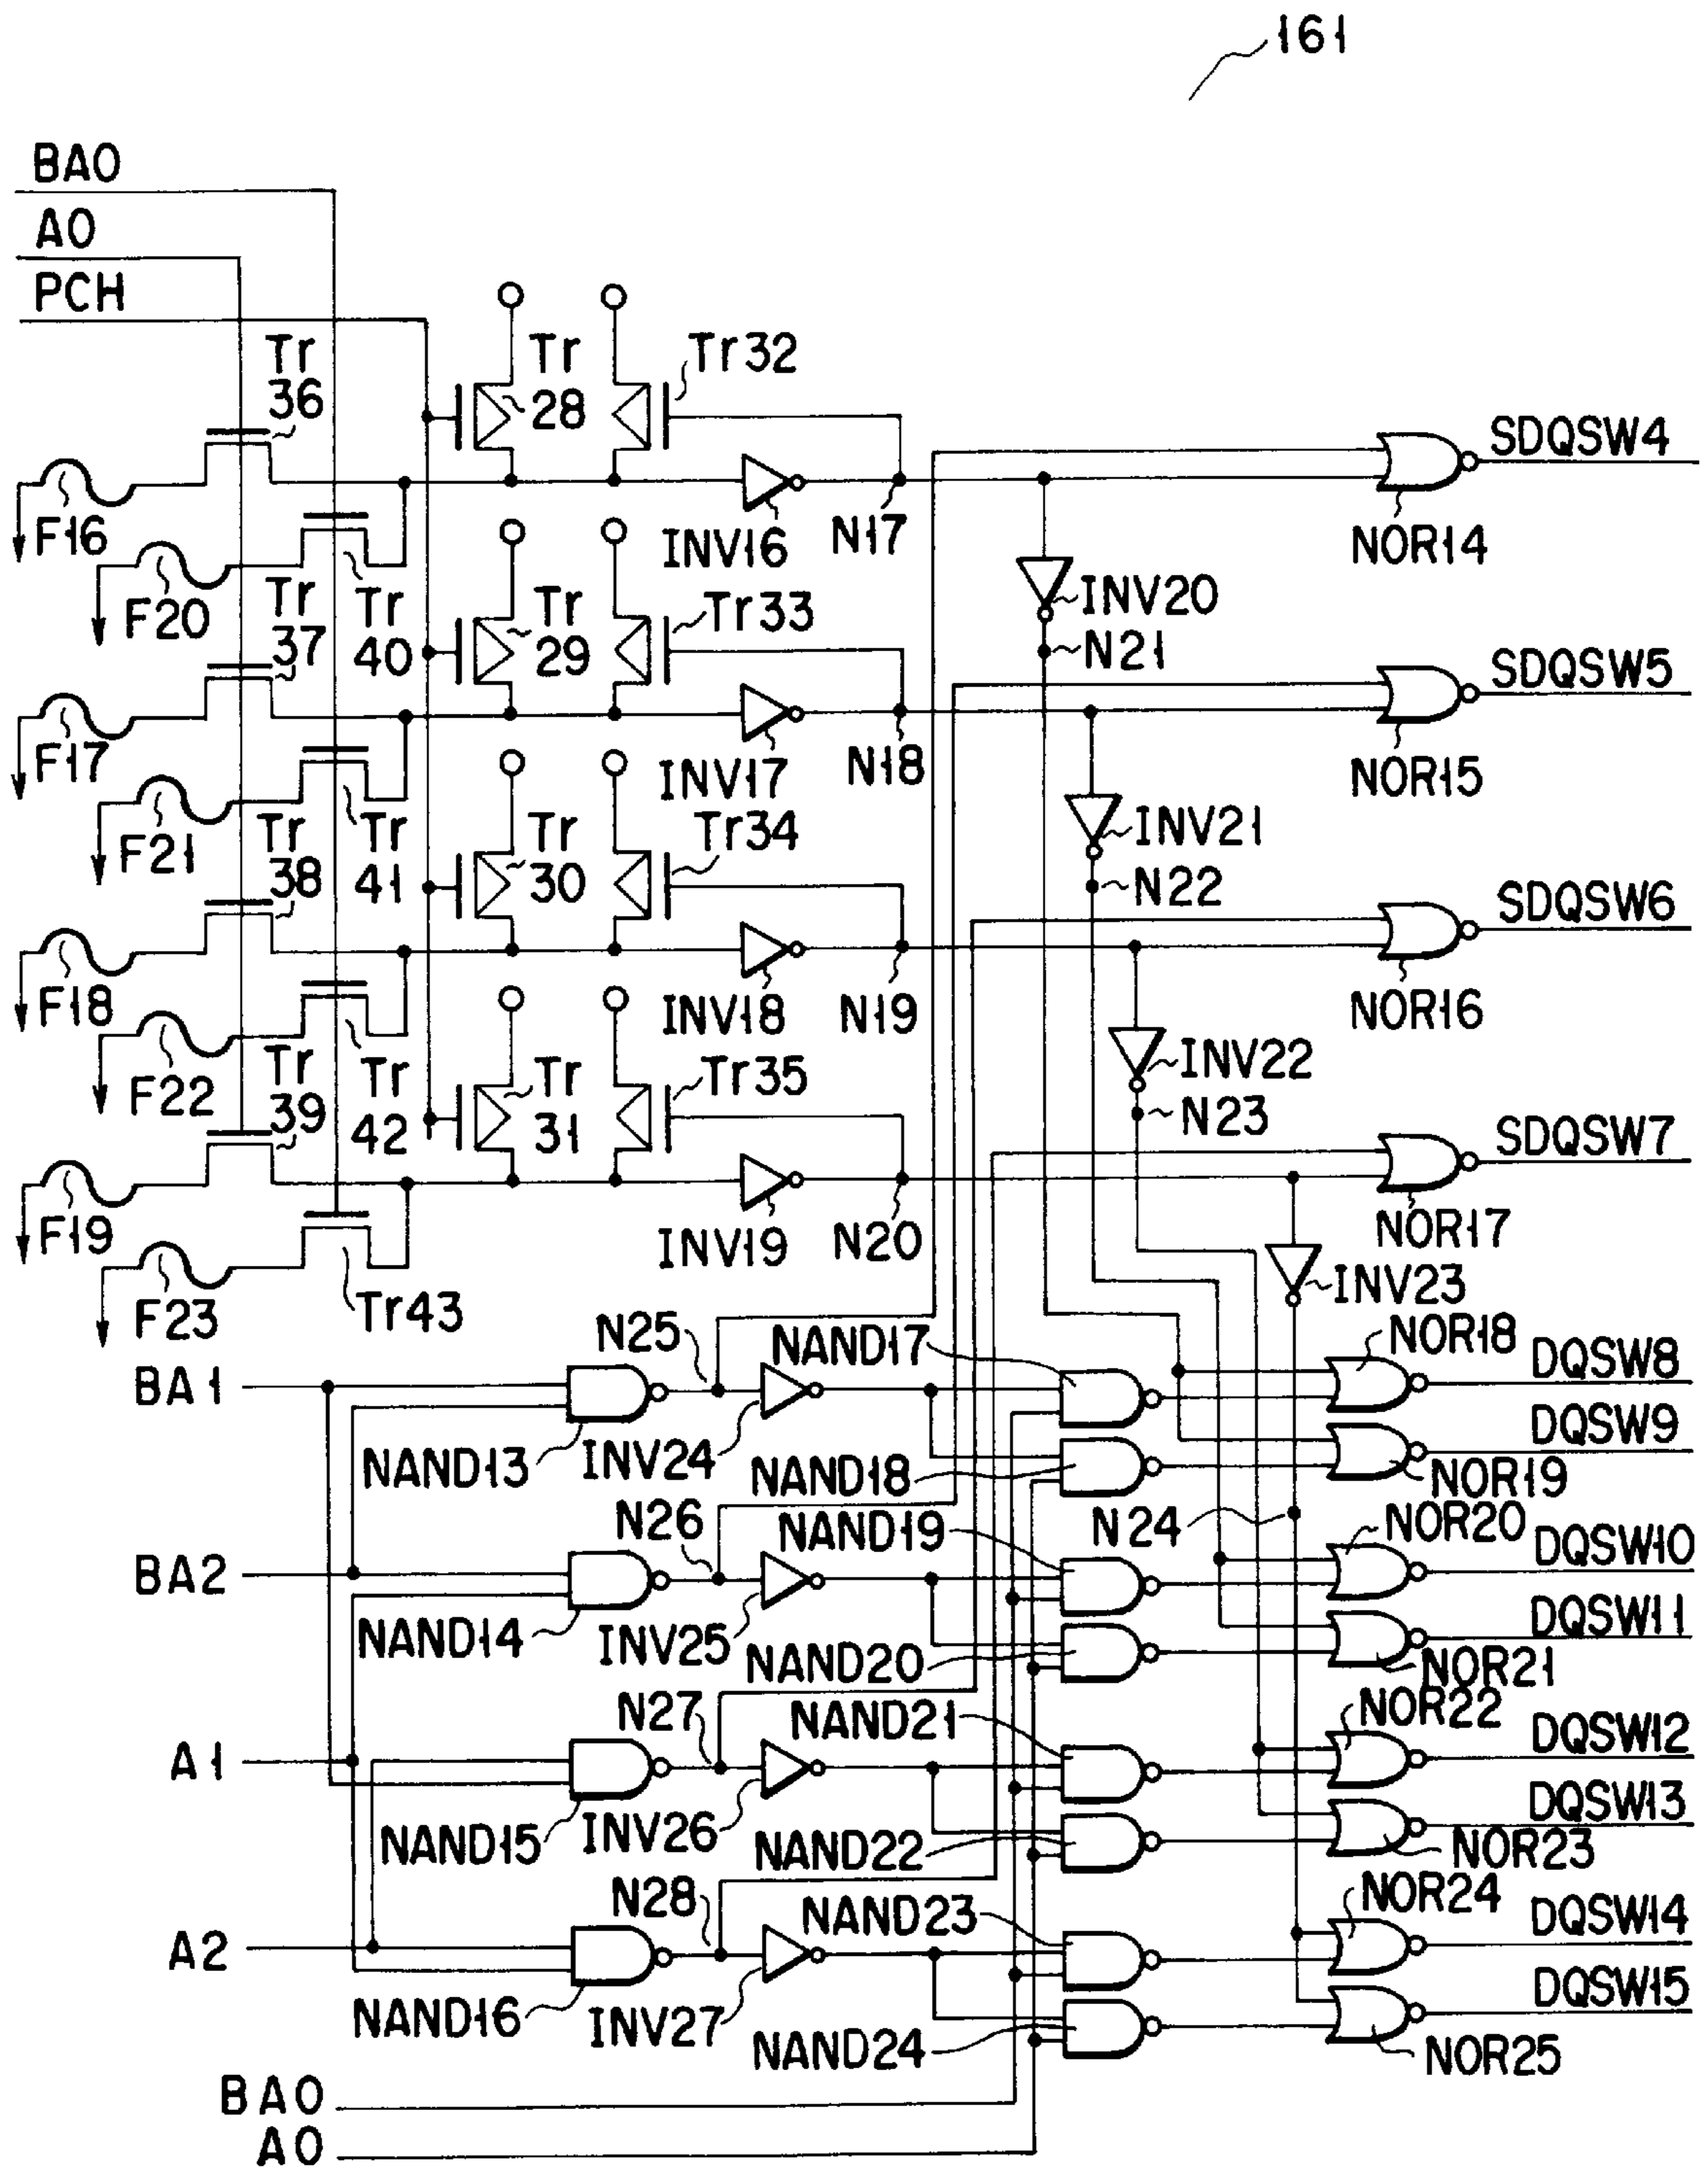 161
BA0
A0
PCH
Tr
36
Tr
28
Tr32
SDQSW4
F16
INV16
N17
NOR14
F20
Tr
37
Tr
40
Tr
29
Tr33
INV20
N21
SDQSW5
F17
INV17
N18
NOR15
F21
Tr
38
Tr
41
Tr
30
Tr34
INV21
N22
SDQSW6
F18
INV18
N19
NOR16
F22
Tr
39
Tr
42
Tr
31
Tr35
INV22
N23
SDQSW7
F19
INV19
N20
NOR17
F23
Tr43
INV23
BA1
N25
NAND17
NOR18
DQSW8
NAND13
INV24
NAND18
DQSW9
NOR19
BA2
N26
NAND19
N24
NOR20
DQSW10
NAND14
INV25
NAND20
DQSW11
NOR21
A1
N27
NAND21
NOR22
DQSW12
NAND15
INV26
NAND22
DQSW13
NOR23
A2
N28
NAND23
NOR24
DQSW14
NAND16
INV27
NAND24
DQSW15
NOR25
BA0
A0